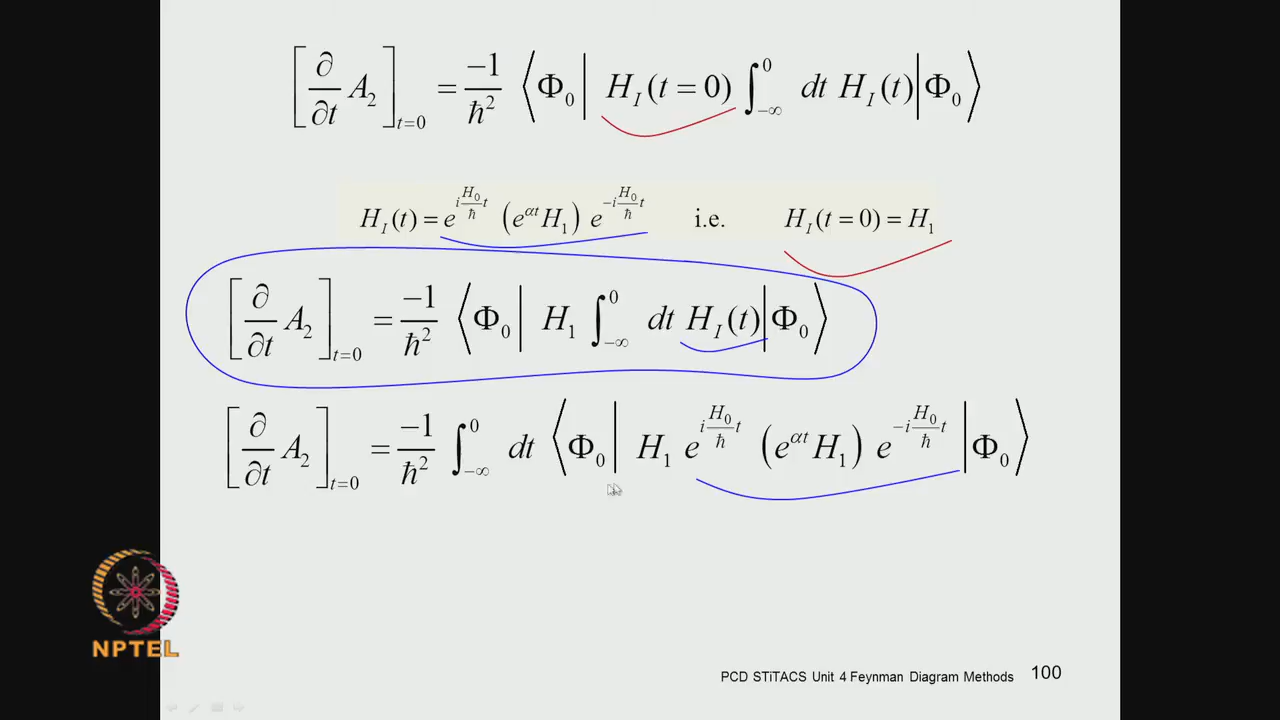 [∂/∂t A₂]ₜ₌₀ = −1/ħ² ⟨Φ₀| H_I(t = 0) ∫_{−∞}^{0} dt H_I(t) |Φ₀⟩
H_I(t) = e^{i(H₀/ħ)t} (e^{αt} H₁) e^{−i(H₀/ħ)t} i.e. H_I(t = 0) = H₁
[∂/∂t A₂]ₜ₌₀ = −1/ħ² ⟨Φ₀| H₁ ∫_{−∞}^{0} dt H_I(t) |Φ₀⟩
[∂/∂t A₂]ₜ₌₀ = −1/ħ² ∫_{−∞}^{0} dt ⟨Φ₀| H₁ e^{i(H₀/ħ)t} (e^{αt} H₁) e^{−i(H₀/ħ)t} |Φ₀⟩
NPTEL
PCD STiTACS Unit 4 Feynman Diagram Methods 100